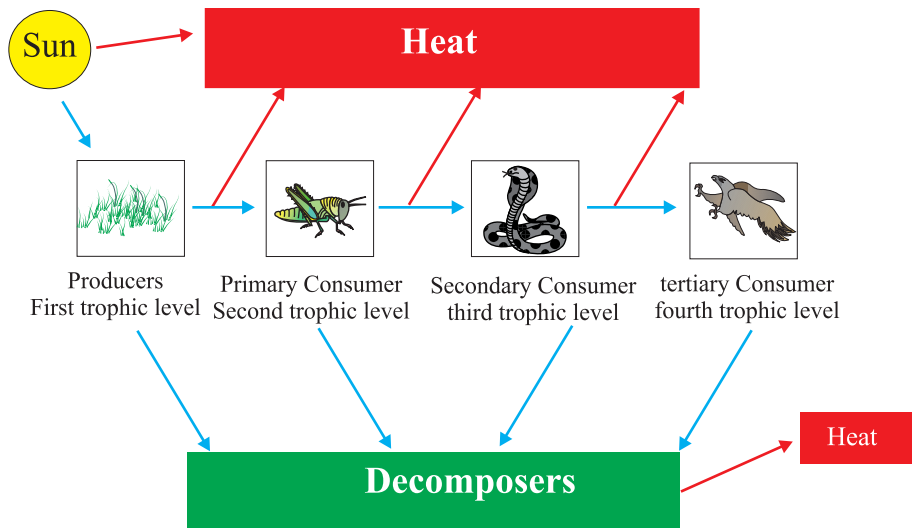 Sun
Heat
Producers
First trophic level
Primary Consumer
Second trophic level
Secondary Consumer
third trophic level
tertiary Consumer
fourth trophic level
Heat
Decomposers